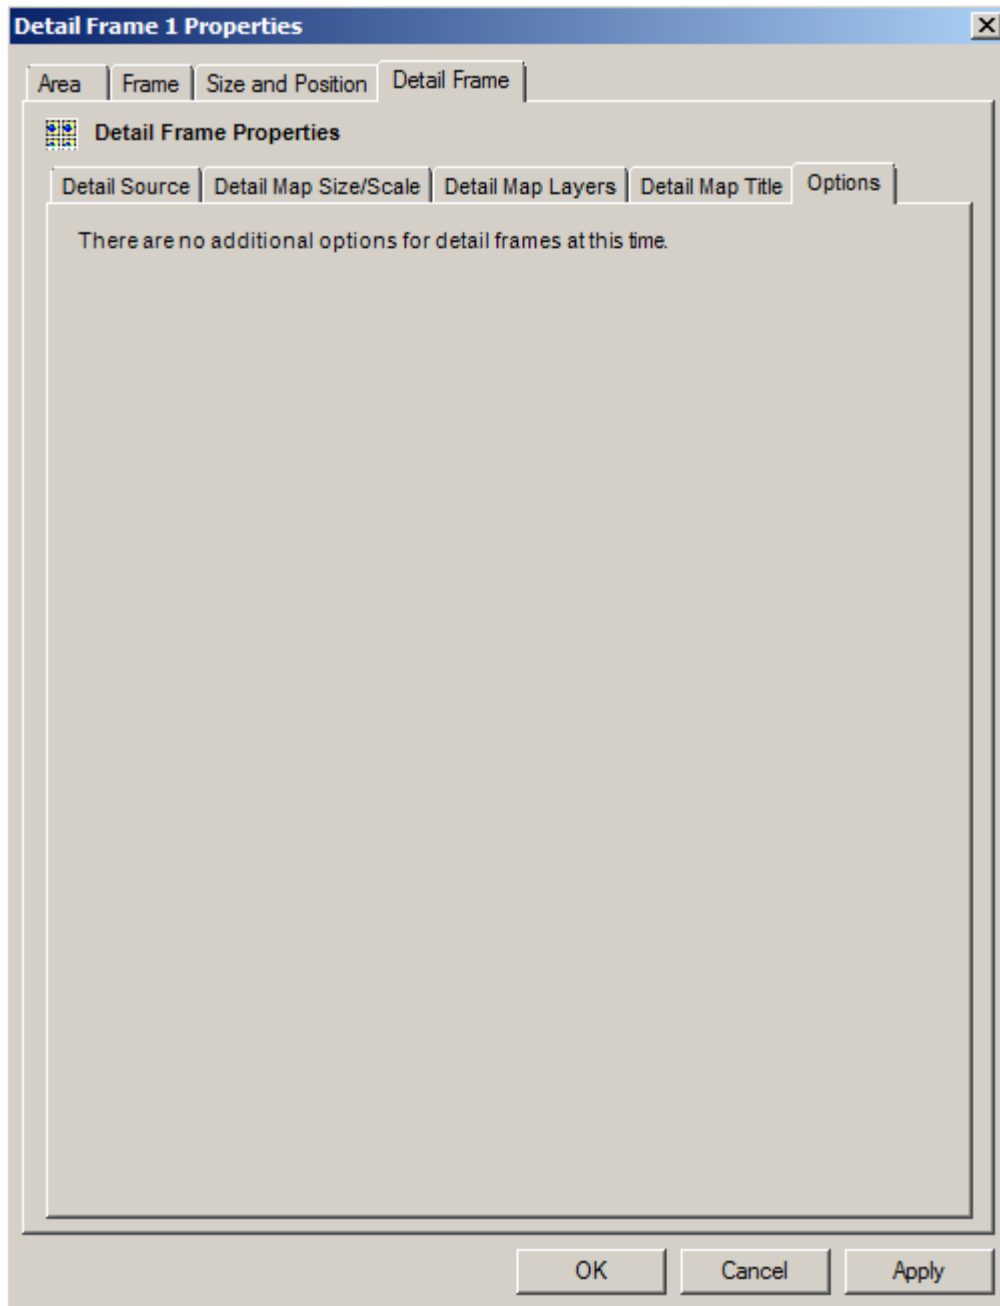 Detail Frame 1 Properties
Area Frame Size and Position Detail Frame
Detail Frame Properties
Detail Source Detail Map Size/Scale Detail Map Layers Detail Map Title Options
There are no additional options for detail frames at this time.
OK Cancel Apply